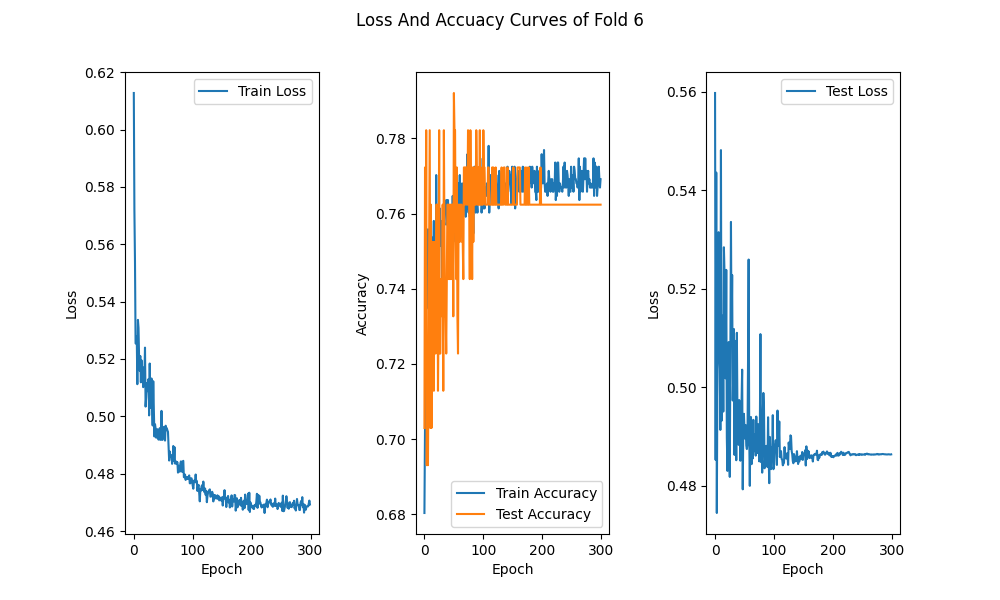 Loss And Accuacy Curves of Fold 6
Train Loss
0.62
0.60
0.58
0.56
0.54
0.52
0.50
0.48
0.46
Loss
0
100
200
300
Epoch
0.78
0.76
0.74
0.72
0.70
0.68
Accuracy
Train Accuracy
Test Accuracy
0
100
200
300
Epoch
Test Loss
0.56
0.54
0.52
0.50
0.48
Loss
0
100
200
300
Epoch